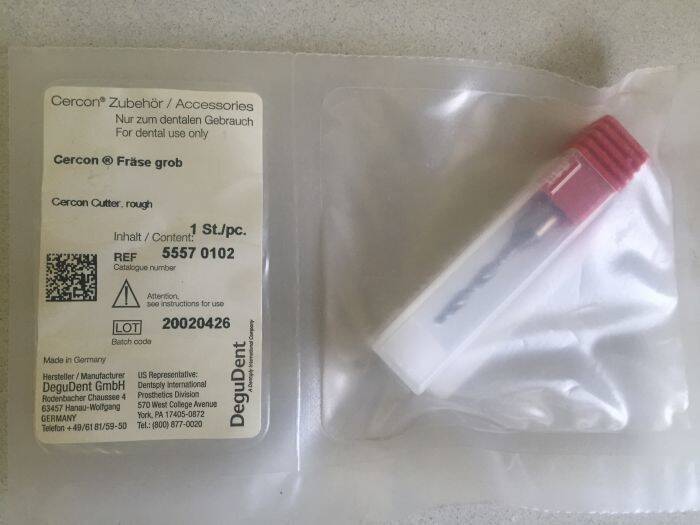 Cercon® Zubehör / Accessories
Nur zum dentalen Gebrauch
For dental use only
Cercon ® Fräse grob
Cercon Cutter, rough
Inhalt / Content: 1 St./pc.
REF 5557 0102
Catalogue number
Attention,
see instructions for use
LOT 20020426
Batch code
Made in Germany
Hersteller / Manufacturer
DeguDent GmbH
Rodenbacher Chaussee 4
63457 Hanau-Wolfgang
GERMANY
Telefon +49/61 81/59-50
US Representative:
Dentsply International
Prosthetics Division
570 West College Avenue
York, PA 17405-0872
Tel.: (800) 877-0020
DeguDent
A Dentsply International Company